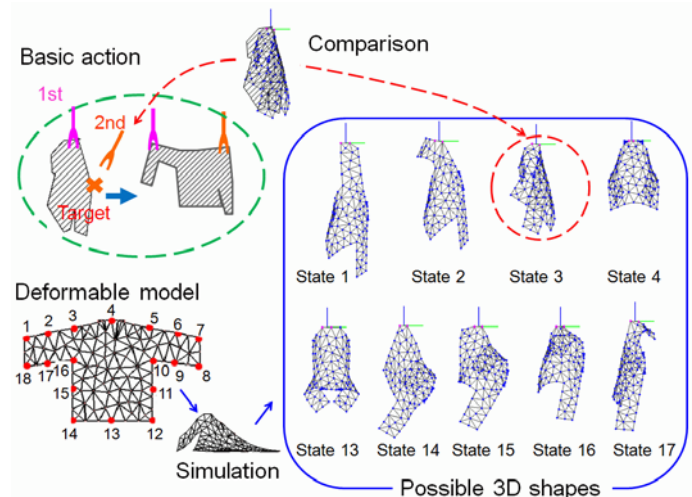 Basic action
Comparison
1st
2nd
Target
State 1
State 2
State 3
State 4
Deformable model
1
2
3
4
5
6
7
18
17
16
10
9
8
15
11
14
13
12
Simulation
State 13
State 14
State 15
State 16
State 17
Possible 3D shapes